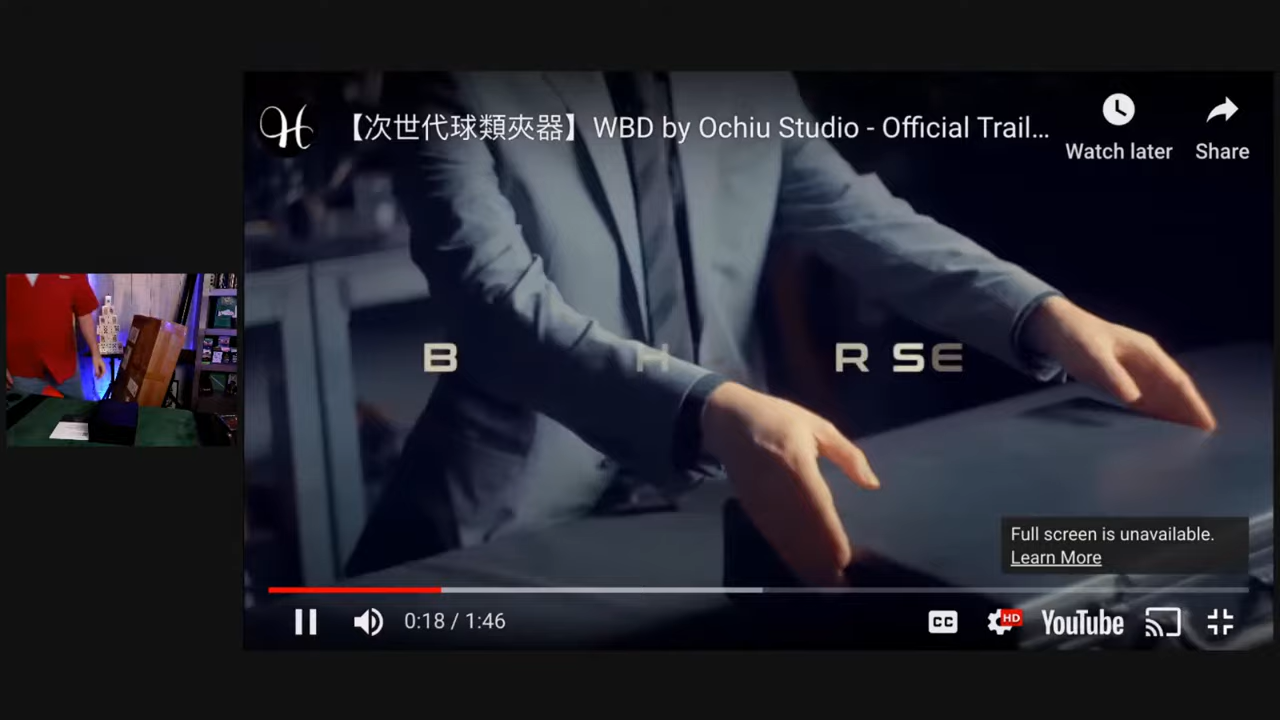 【次世代球類夾器】WBD by Ochiu Studio - Official Trail...
Watch later
Share
B H R SE
Full screen is unavailable.
Learn More
0:18 / 1:46
CC
HD
YouTube